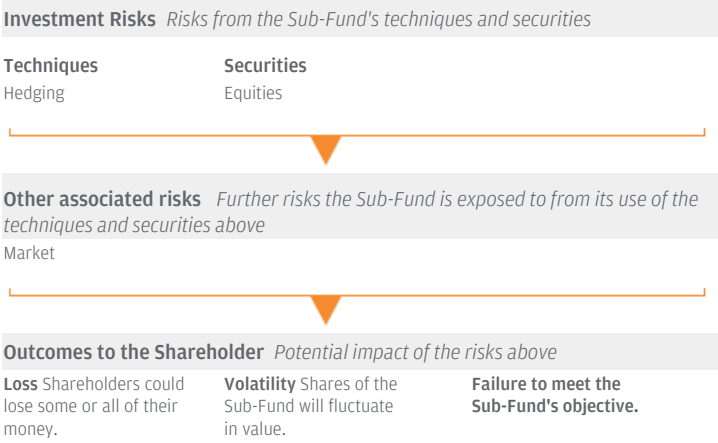 Investment Risks Risks from the Sub-Fund's techniques and securities
Techniques Securities
Hedging Equities
Other associated risks Further risks the Sub-Fund is exposed to from its use of the
techniques and securities above
Market
Outcomes to the Shareholder Potential impact of the risks above
Loss Shareholders could
lose some or all of their
money.
Volatility Shares of the
Sub-Fund will fluctuate
in value.
Failure to meet the
Sub-Fund's objective.